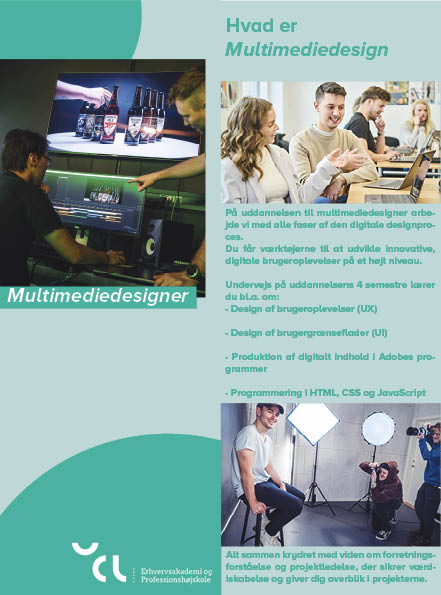 Multimediedesigner
UCL
Erhvervsakademi og
Professionshøjskole
Hvad er
Multimediedesign
På uddannelsen til multimediedesigner arbe-
jde vi med alle faser af den digitale designpro-
ces.
Du får værktøjerne til at udvikle innovative,
digitale brugeroplevelser på et højt niveau.
Undervejs på uddannelsens 4 semestre lærer
du bl.a. om:
- Design af brugeroplevelser (UX)
- Design af brugergrænseflader (UI)
- Produktion af digitalt indhold i Adobes pro-
grammer
- Programmering i HTML, CSS og JavaScript
Alt sammen krydret med viden om forretnings-
forståelse og projektledelse, der sikrer værd-
iskabelse og giver dig overblik i projekterne.